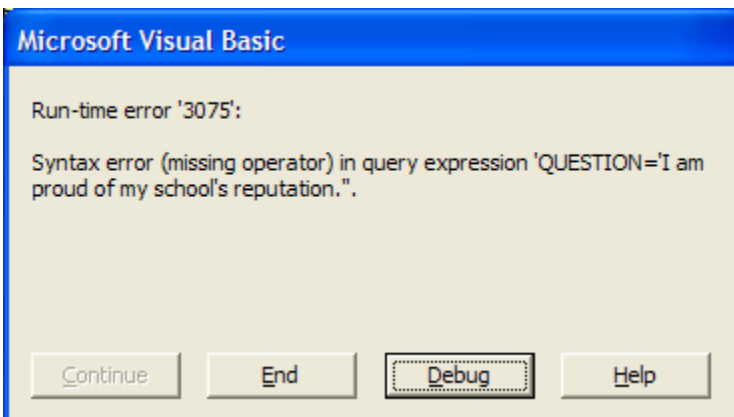 Microsoft Visual Basic
Run-time error '3075':
Syntax error (missing operator) in query expression 'QUESTION='I am
proud of my school's reputation.''.
Continue
End
Debug
Help